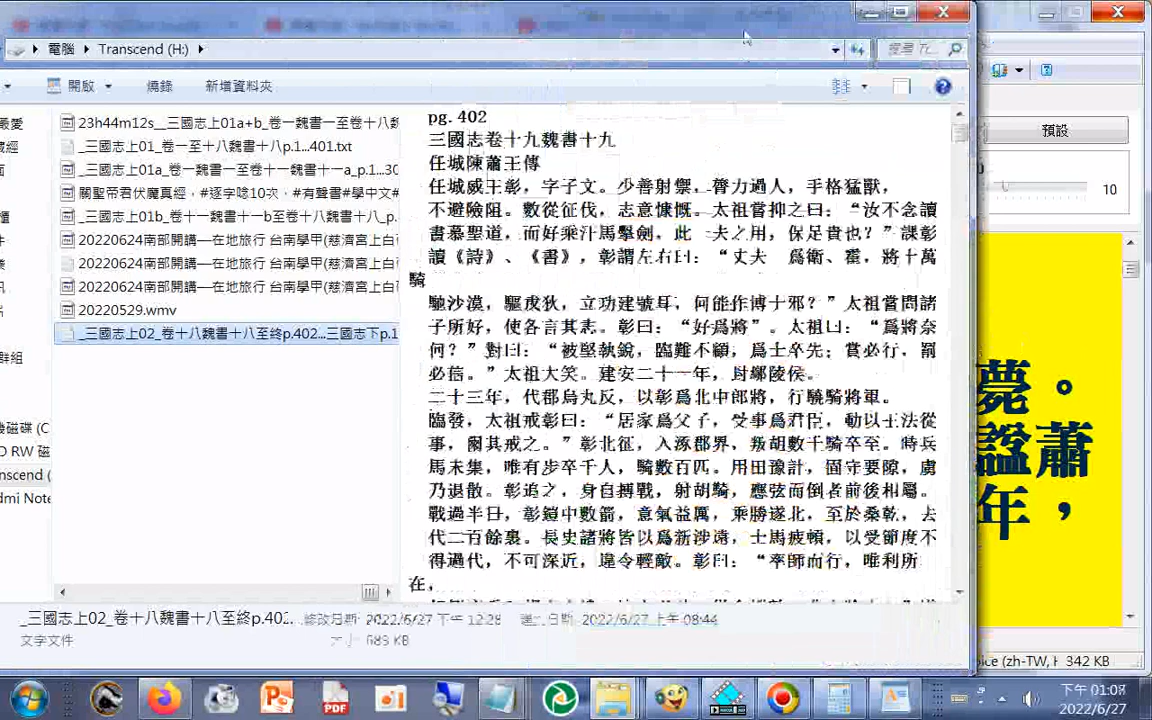 電腦 ▸ Transcend (H:) ▸
開啟 燒錄 新增資料夾
最愛
23h44m12s__三國志上01a+b_卷一魏書一至卷十八魏
_三國志上01_卷一至十八魏書十八p.1...401.txt
_三國志上01a_卷一魏書一至卷十一魏書十一a_p.1...30
關聖帝君伏魔真經，#逐字唸10次，#有聲書#學中文#
_三國志上01b_卷十一魏書十一b至卷十八魏書十八_p
20220624南部開講—在地旅行 台南學甲(慈濟宮上白
20220624南部開講—在地旅行 台南學甲(慈濟宮上白
20220624南部開講—在地旅行 台南學甲(慈濟宮上白
20220529.wmv
_三國志上02_卷十八魏書十八至終p.402...三國志下p.1
群組
pg. 402
三國志卷十九魏書十九
任城陳蕭王傳
任城威王彰，字子文。少善射禦，膂力過人，手格猛獸，
不避險阻。數從征伐，志意慷慨。太祖嘗抑之曰：“汝不念讀
書慕聖道，而好乘汗馬擊劍，此一夫之用，保足貴也？”課彰
讀《詩》、《書》，彰謂左右曰：“丈夫一爲衛、霍，將十萬
騎
馳沙漠，驅戎狄，立功建號耳，何能作博士邪？”太祖嘗問諸
子所好，使各言其志。彰曰：“好爲將”。太祖曰：“爲將奈
何？”對曰：“被堅執銳，臨難不顧，爲士卒先；賞必行，罰
必信。”太祖大笑。建安二十一年，封鄢陵侯。
二十三年，代郡烏丸反，以彰爲北中郎將，行驍騎將軍。
臨發，太祖戒彰曰：“居家爲父子，受事爲君臣，動以王法從
事，爾其戒之。”彰北征，入涿郡界，叛胡數千騎卒至。時兵
馬未集，唯有步卒千人，騎數百匹。用田豫計，固守要隙，虜
乃退散。彰追之，身自搏戰，射胡騎，應弦而倒者前後相屬。
戰過半日，彰鎧中數箭，意氣益厲，乘勝逐北，至於桑乾，去
代二百餘裏。長史諸將皆以爲新涉遠，士馬疲頓，以受節度不
得過代，不可深近，違令輕敵。彰曰：“率師而行，唯利所
在，
_三國志上02_卷十八魏書十八至終p.402... 修改日期: 2022/6/27 下午 12:28 建立日期: 2022/6/27 上午 08:44
文字文件 大小: 689 KB
預設
10
薨。
諡蕭
年，
(zh-TW, 342 KB
下午 01:08
2022/6/27